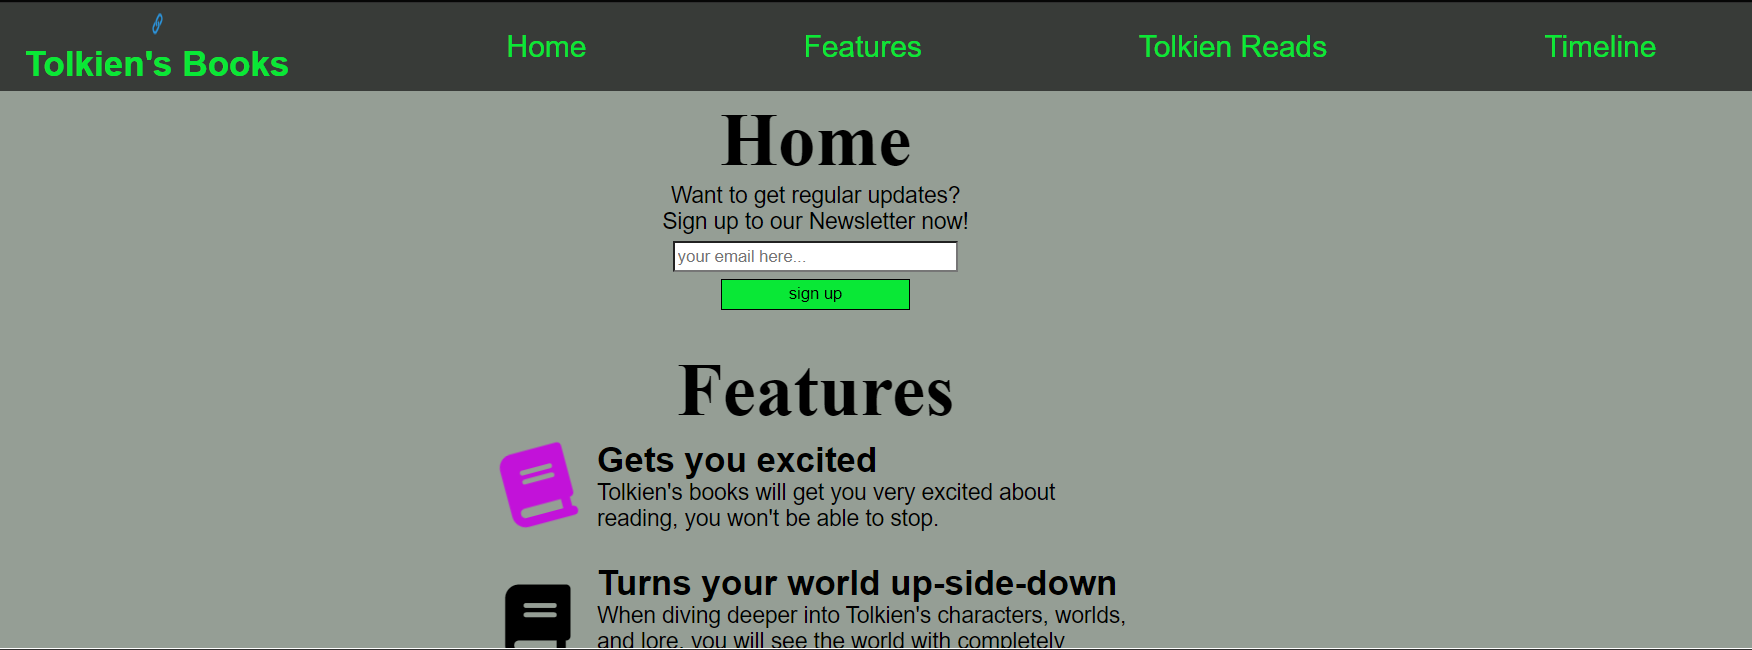 Tolkien's Books
Home
Features
Tolkien Reads
Timeline
Home
Want to get regular updates?
Sign up to our Newsletter now!
your email here...
sign up
Features
Gets you excited
Tolkien's books will get you very excited about
reading, you won't be able to stop.
Turns your world up-side-down
When diving deeper into Tolkien's characters, worlds,
and lore, you will see the world with completely